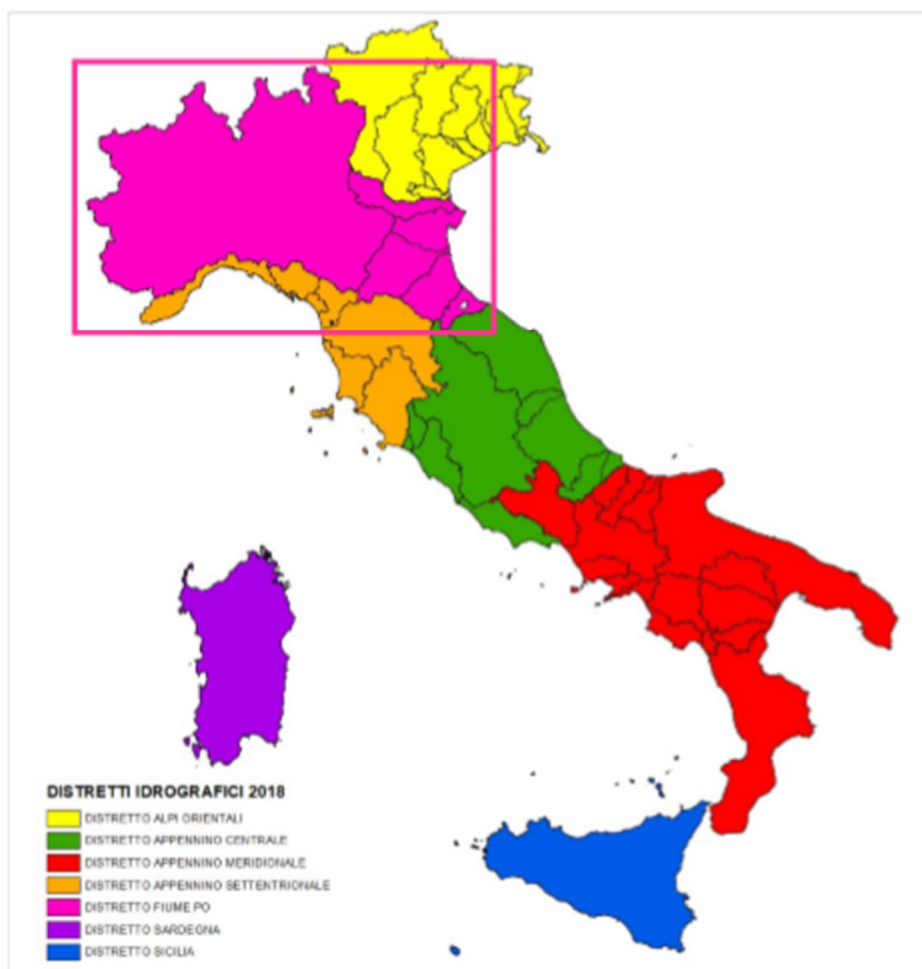 DISTRETTI IDROGRAFICI 2018
DISTRETTO ALPI ORIENTALI
DISTRETTO APPENNINO CENTRALE
DISTRETTO APPENNINO MERIDIONALE
DISTRETTO APPENNINO SETTENTRIONALE
DISTRETTO FIUME PO
DISTRETTO SARDEGNA
DISTRETTO SICILIA